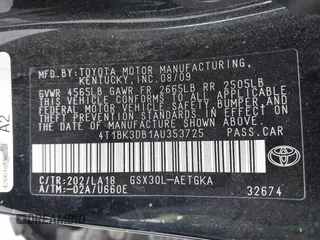 MFD.BY:TOYOTA MOTOR MANUFACTURING,
KENTUCKY,INC.08/09
GVWR 4565LB GAWR FR 2665LB RR 2505LB
THIS VEHICLE CONFORMS TO ALL APPLICABLE
FEDERAL MOTOR VEHICLE SAFETY, BUMPER, AND
THEFT PREVENTION STANDARDS IN EFFECT ON
THE DATE OF MANUFACTURE SHOWN ABOVE.
4T1BK3DB1AU353725 PASS.CAR
C/TR:202/LA18 GSX30L-AETGKA
A/TM:-02A/U660E
32674
A2